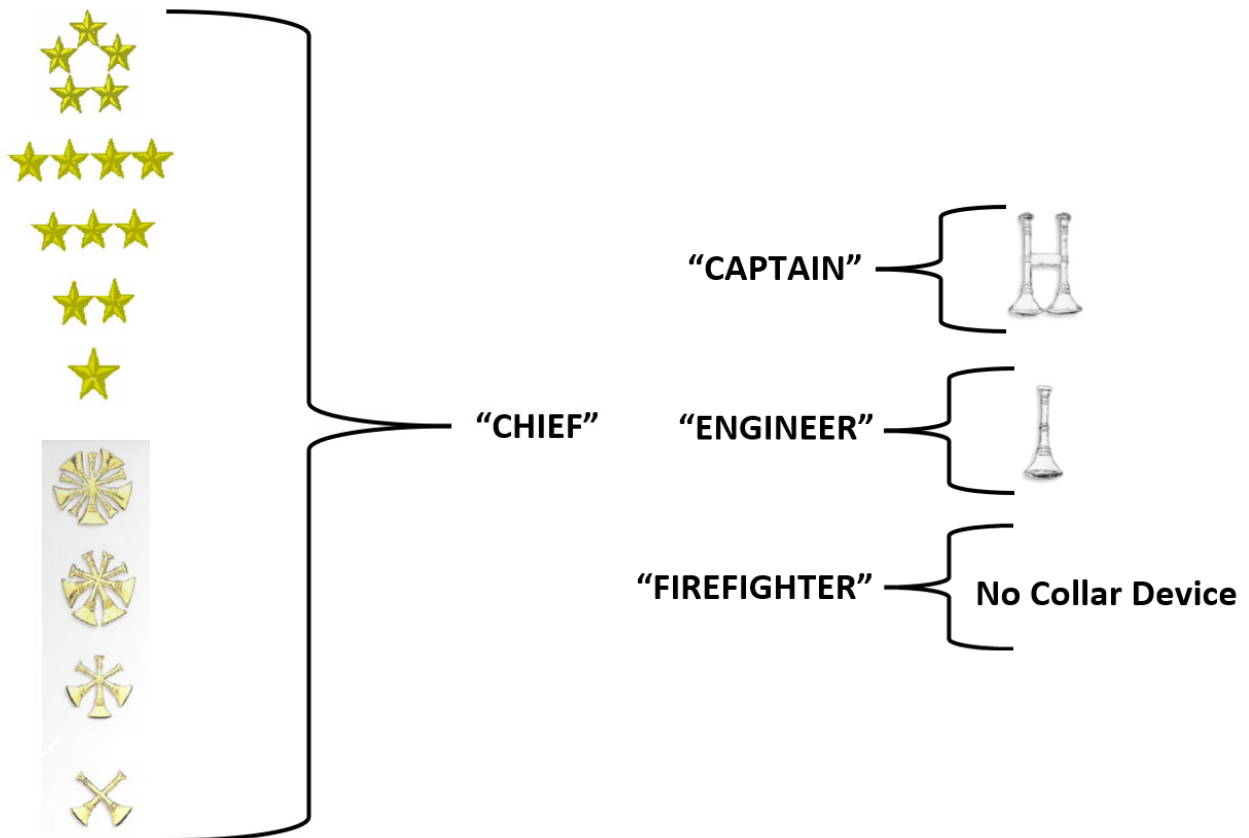 “CAPTAIN”
“CHIEF”
“ENGINEER”
“FIREFIGHTER”
No Collar Device